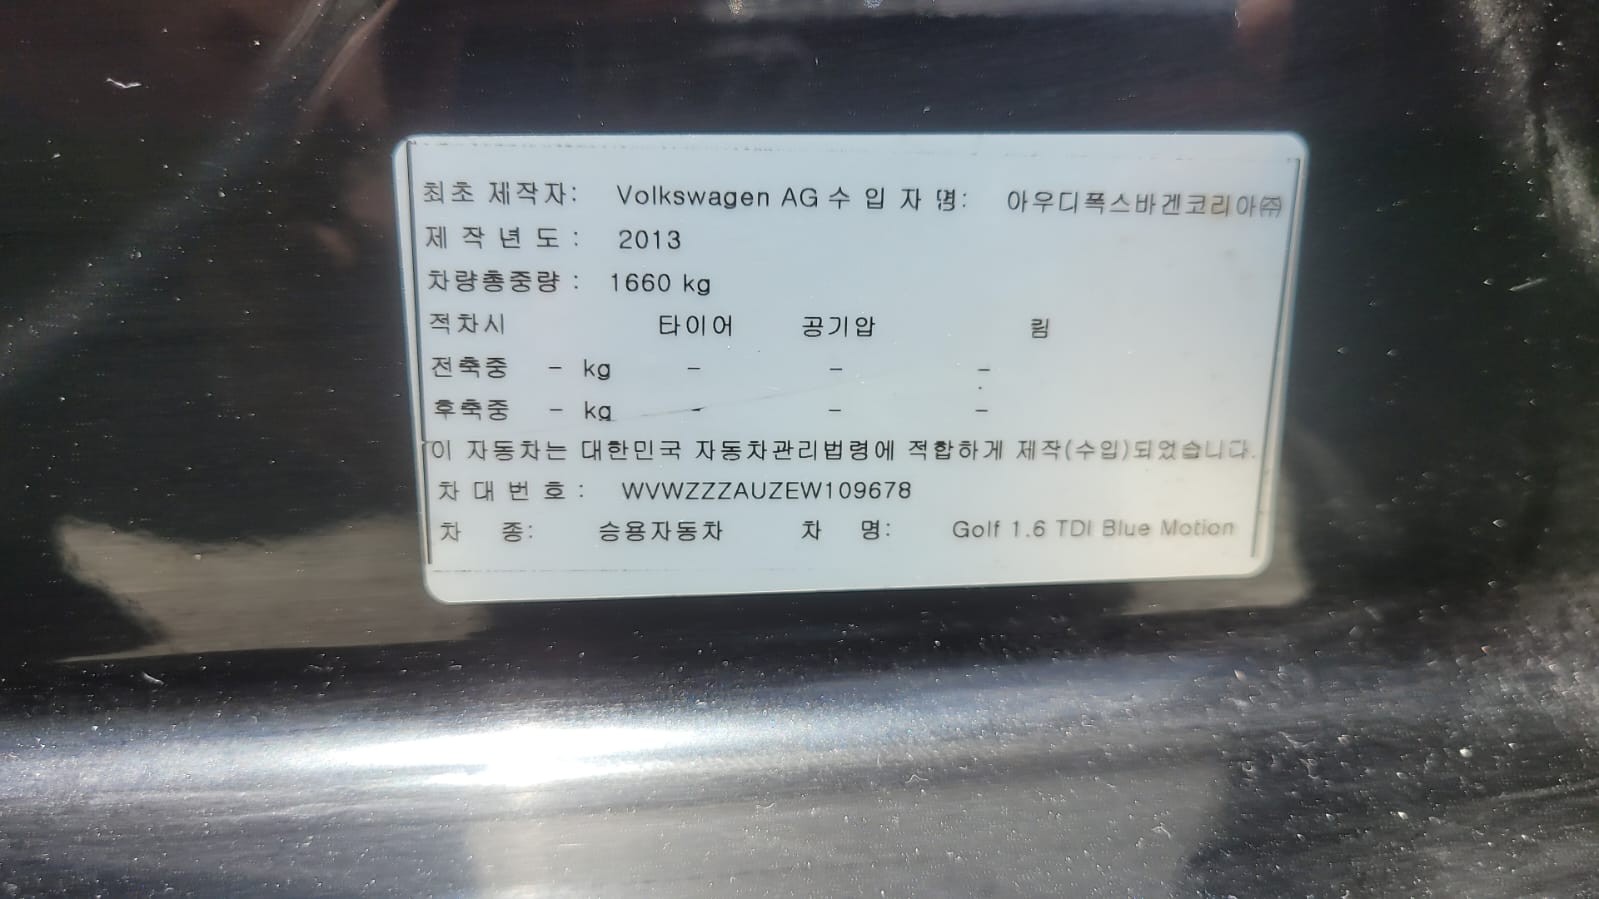 최초 제작자: Volkswagen AG 수 입 자 명: 아우디폭스바겐코리아㈜
제 작 년 도 : 2013
차량총중량 : 1660 kg
적차시 타이어 공기압 림
전축중 - kg - - -
후축중 - kg - - -
이 자동차는 대한민국 자동차관리법령에 적합하게 제작(수입)되었습니다.
차 대 번 호 : WVWZZZAUZEW109678
차 종: 승용자동차 차 명: Golf 1.6 TDI Blue Motion